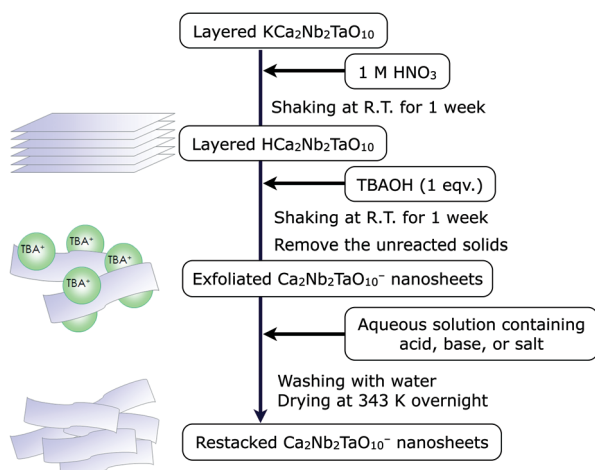 Layered KCa₂Nb₂TaO₁₀
1 M HNO₃
Shaking at R.T. for 1 week
Layered HCa₂Nb₂TaO₁₀
TBAOH (1 eqv.)
Shaking at R.T. for 1 week
Remove the unreacted solids
TBA⁺
TBA⁺
TBA⁺
TBA⁺
Exfoliated Ca₂Nb₂TaO₁₀⁻ nanosheets
Aqueous solution containing
acid, base, or salt
Washing with water
Drying at 343 K overnight
Restacked Ca₂Nb₂TaO₁₀⁻ nanosheets